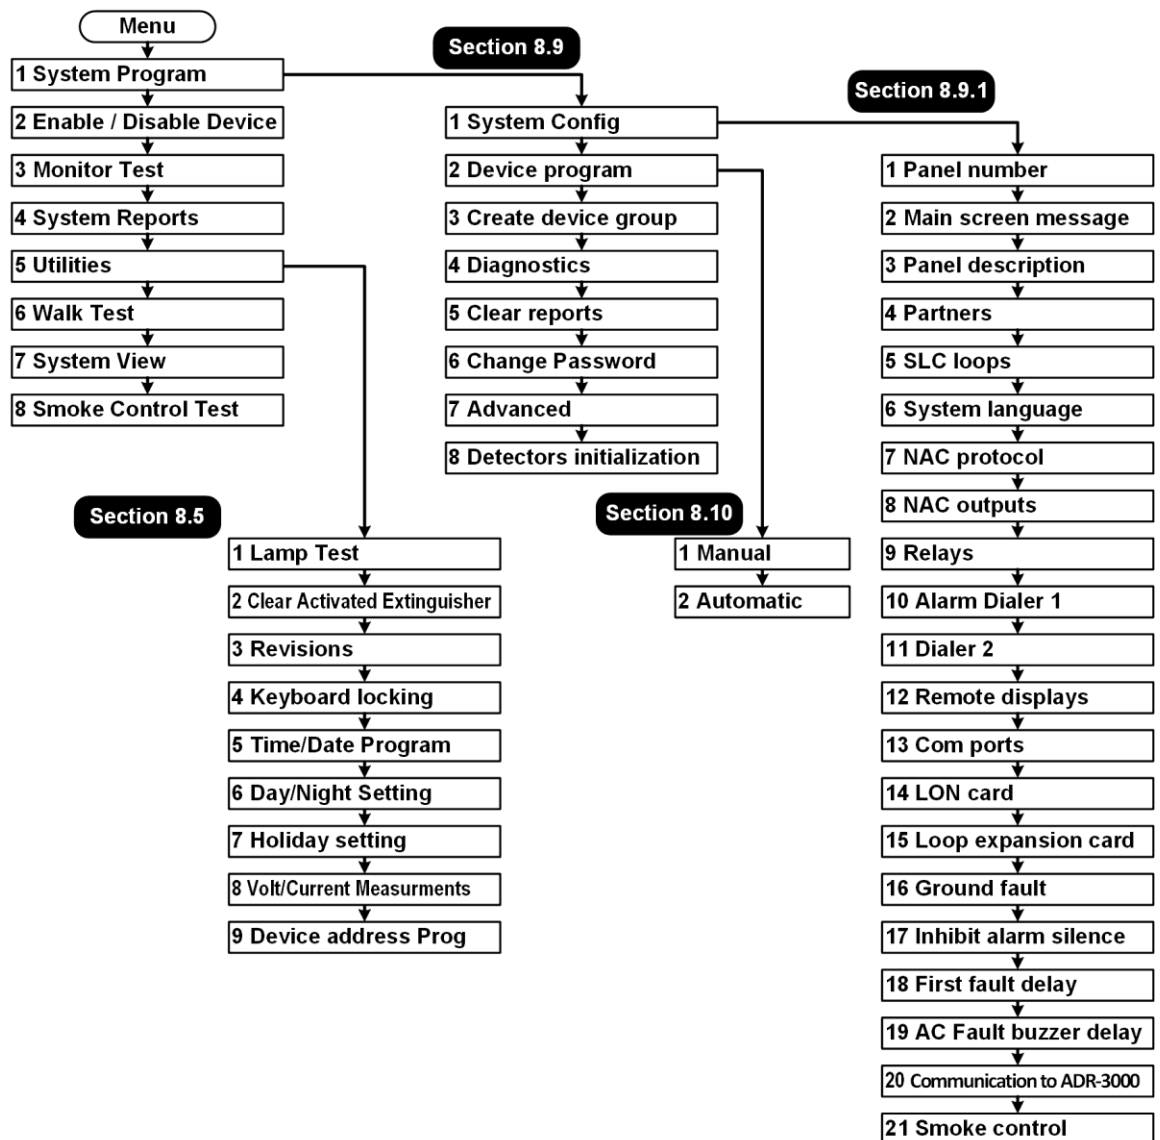 Menu
1 System Program
2 Enable / Disable Device
3 Monitor Test
4 System Reports
5 Utilities
6 Walk Test
7 System View
8 Smoke Control Test
Section 8.9
1 System Config
2 Device program
3 Create device group
4 Diagnostics
5 Clear reports
6 Change Password
7 Advanced
8 Detectors initialization
Section 8.9.1
1 Panel number
2 Main screen message
3 Panel description
4 Partners
5 SLC loops
6 System language
7 NAC protocol
8 NAC outputs
9 Relays
10 Alarm Dialer 1
11 Dialer 2
12 Remote displays
13 Com ports
14 LON card
15 Loop expansion card
16 Ground fault
17 Inhibit alarm silence
18 First fault delay
19 AC Fault buzzer delay
20 Communication to ADR-3000
21 Smoke control
Section 8.5
1 Lamp Test
2 Clear Activated Extinguisher
3 Revisions
4 Keyboard locking
5 Time/Date Program
6 Day/Night Setting
7 Holiday setting
8 Volt/Current Measurments
9 Device address Prog
Section 8.10
1 Manual
2 Automatic